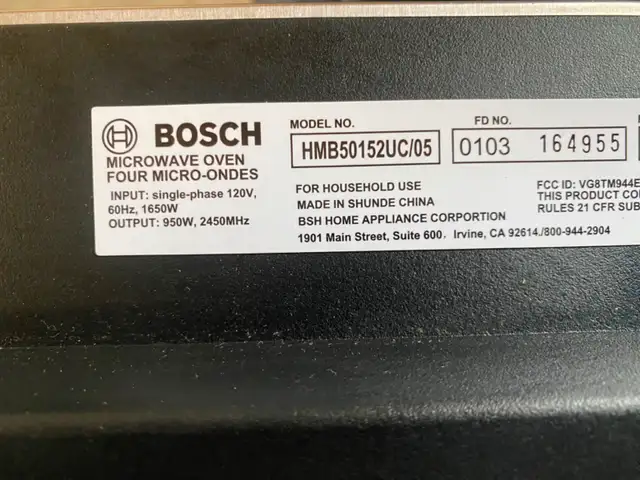 BOSCH
MICROWAVE OVEN
FOUR MICRO-ONDES
INPUT: single-phase 120V,
60Hz, 1650W
OUTPUT: 950W, 2450MHz
MODEL NO.
HMB50152UC/05
FD NO.
0103 164955
FOR HOUSEHOLD USE
MADE IN SHUNDE CHINA
BSH HOME APPLIANCE CORPORTION
1901 Main Street, Suite 600. Irvine, CA 92614./800-944-2904
FCC ID: VG8TM944E
THIS PRODUCT CO
RULES 21 CFR SUB